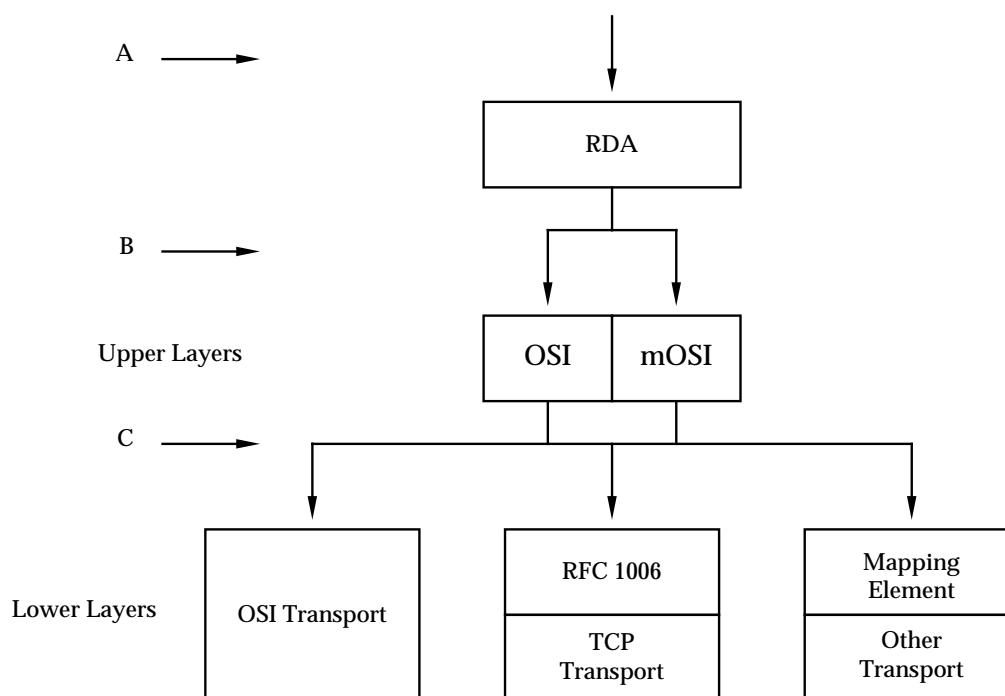 A
RDA
B
Upper Layers
OSI
mOSI
C
Lower Layers
OSI Transport
RFC 1006
TCP
Transport
Mapping
Element
Other
Transport